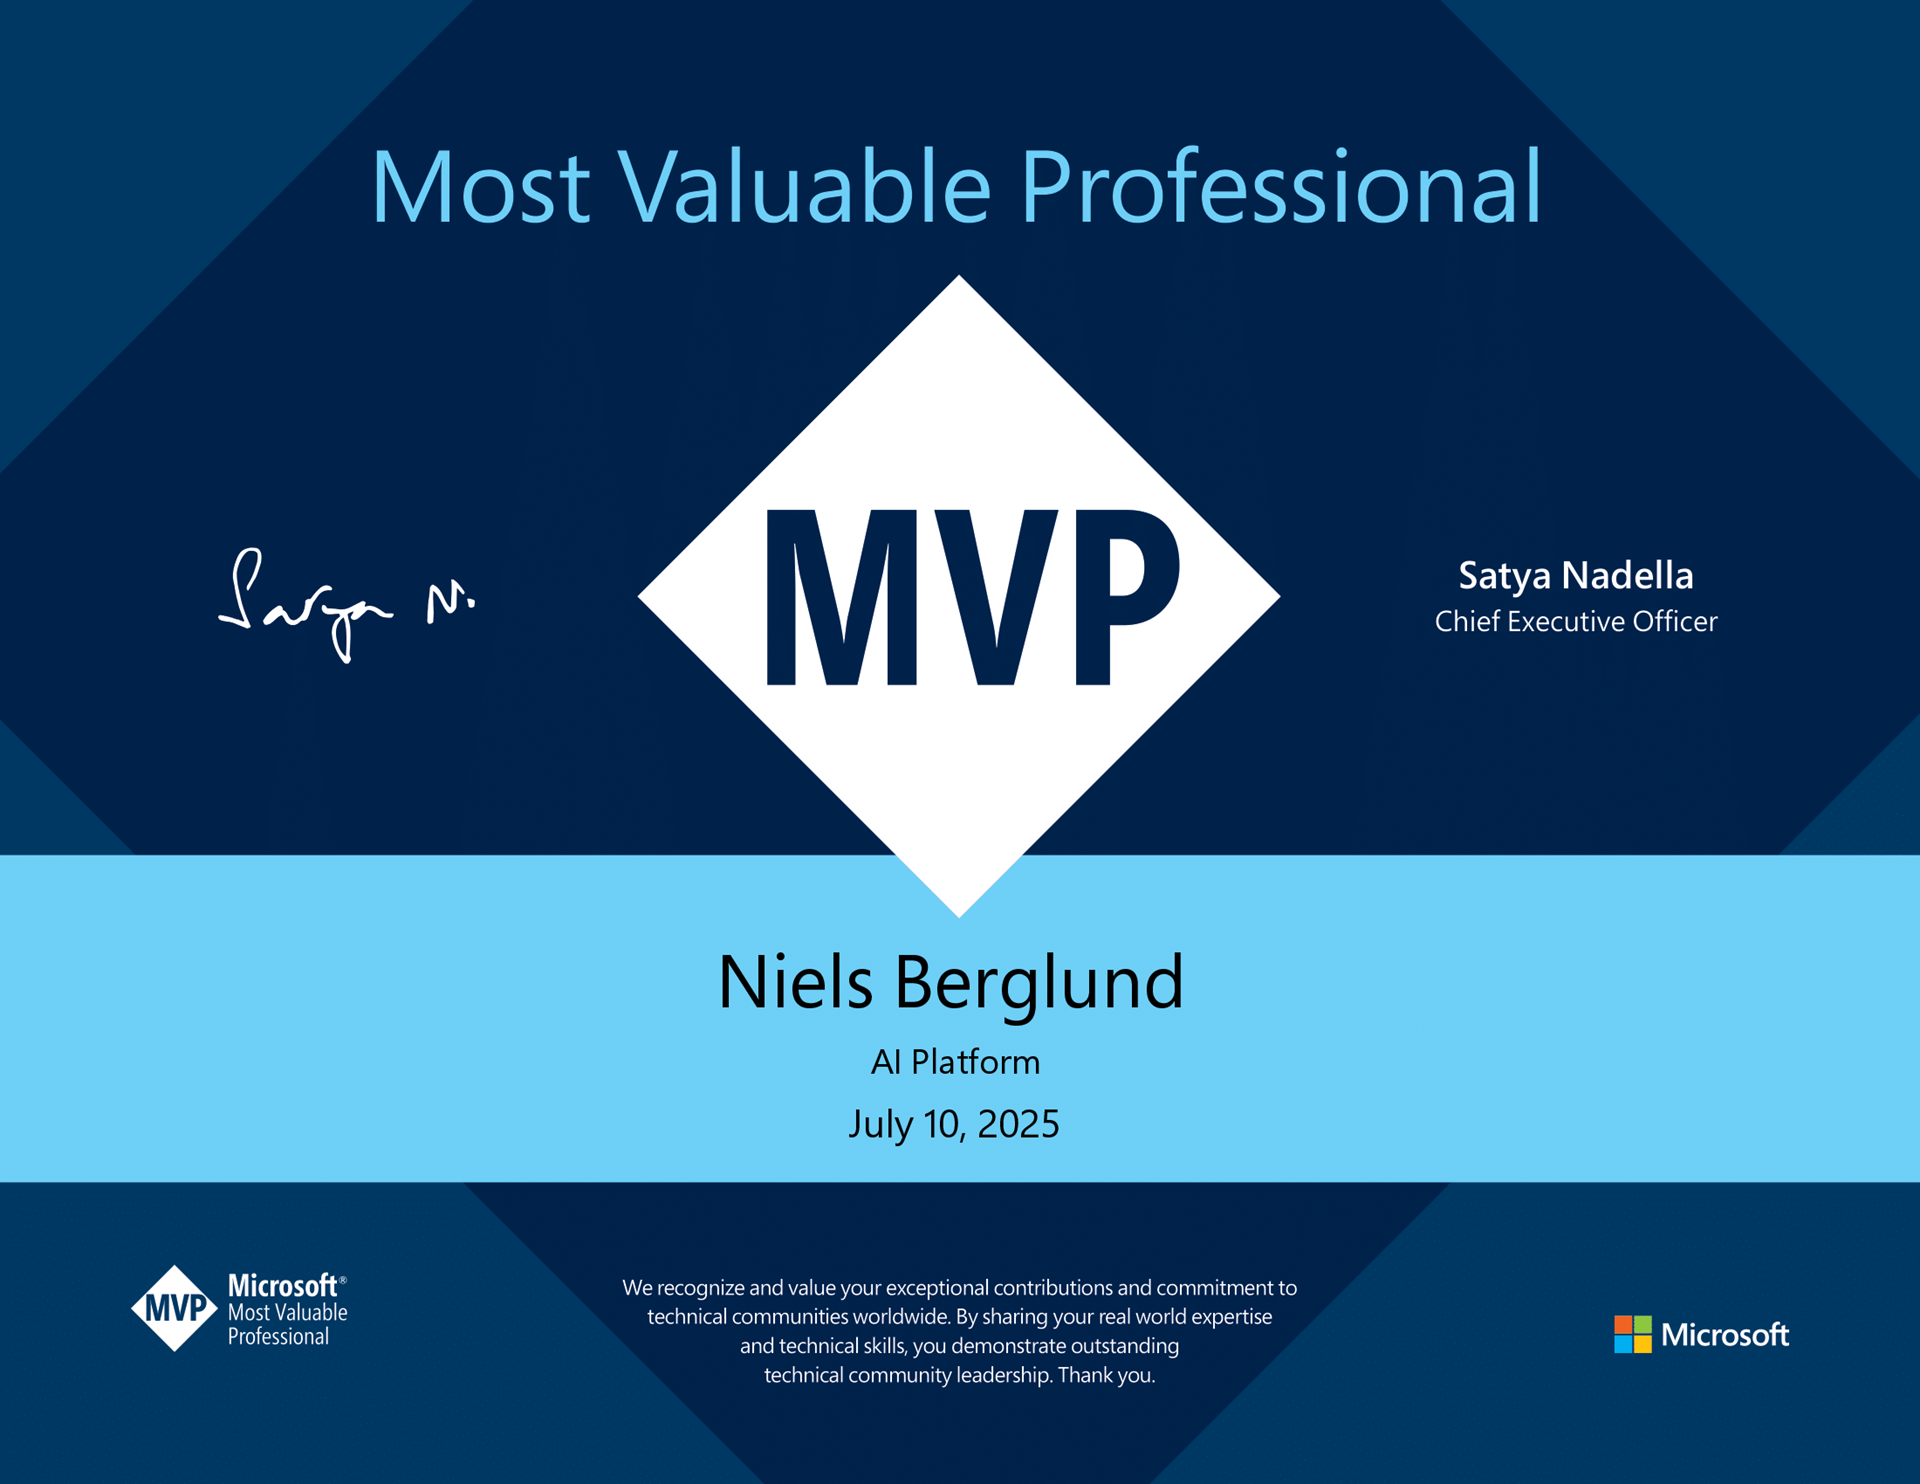 Most Valuable Professional
MVP
Satya N.
Satya Nadella
Chief Executive Officer
Niels Berglund
AI Platform
July 10, 2025
MVP
Microsoft®
Most Valuable
Professional
We recognize and value your exceptional contributions and commitment to
technical communities worldwide. By sharing your real world expertise
and technical skills, you demonstrate outstanding
technical community leadership. Thank you.
Microsoft